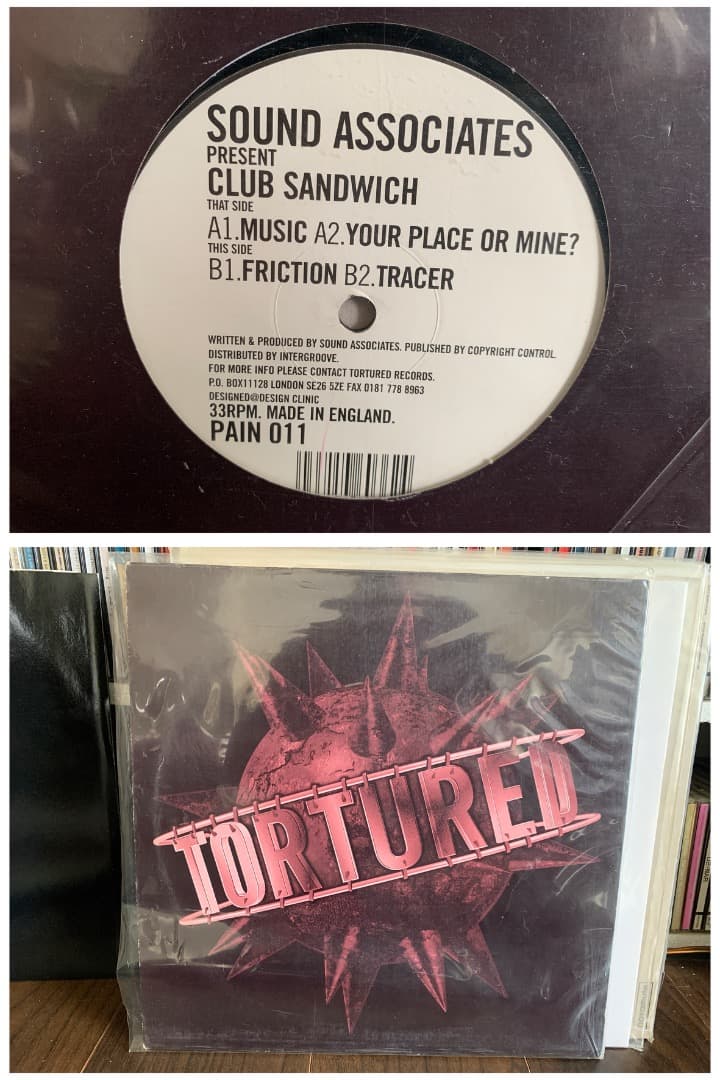 SOUND ASSOCIATES
PRESENT
CLUB SANDWICH
THAT SIDE
A1.MUSIC A2.YOUR PLACE OR MINE?
THIS SIDE
B1.FRICTION B2.TRACER
WRITTEN & PRODUCED BY SOUND ASSOCIATES. PUBLISHED BY COPYRIGHT CONTROL.
DISTRIBUTED BY INTERGROOVE.
FOR MORE INFO PLEASE CONTACT TORTURED RECORDS.
P.O. BOX11128 LONDON SE26 5ZE FAX 0181 778 8963
DESIGNED@DESIGN CLINIC
33RPM. MADE IN ENGLAND.
PAIN 011
TORTURED